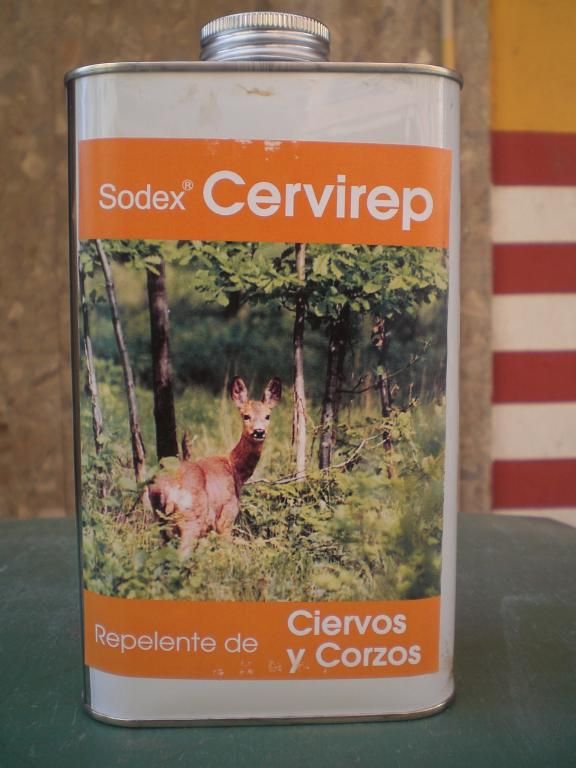 Sodex® Cervirep
Repelente de Ciervos
y Corzos